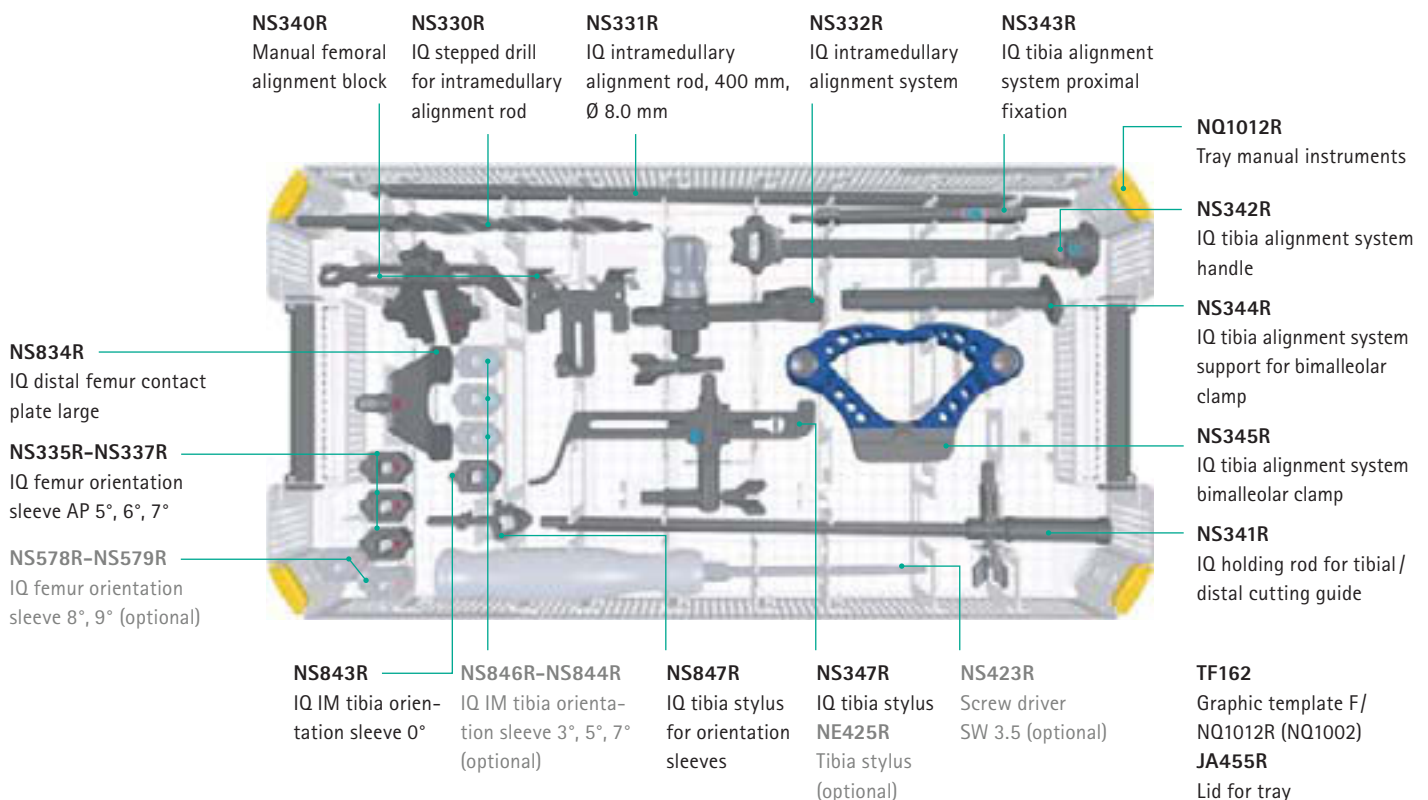 NS340R
Manual femoral
alignment block
NS330R
IQ stepped drill
for intramedullary
alignment rod
NS331R
IQ intramedullary
alignment rod, 400 mm,
Ø 8.0 mm
NS332R
IQ intramedullary
alignment system
NS343R
IQ tibia alignment
system proximal
fixation
NQ1012R
Tray manual instruments
NS342R
IQ tibia alignment system
handle
NS344R
IQ tibia alignment system
support for bimalleolar
clamp
NS345R
IQ tibia alignment system
bimalleolar clamp
NS341R
IQ holding rod for tibial/
distal cutting guide
NS834R
IQ distal femur contact
plate large
NS335R–NS337R
IQ femur orientation
sleeve AP 5°, 6°, 7°
NS578R–NS579R
IQ femur orientation
sleeve 8°, 9° (optional)
NS843R
IQ IM tibia orien-
tation sleeve 0°
NS846R–NS844R
IQ IM tibia orienta-
tion sleeve 3°, 5°, 7°
(optional)
NS847R
IQ tibia stylus
for orientation
sleeves
NS347R
IQ tibia stylus
NE425R
Tibia stylus
(optional)
NS423R
Screw driver
SW 3.5 (optional)
TF162
Graphic template F/
NQ1012R (NQ1002)
JA455R
Lid for tray